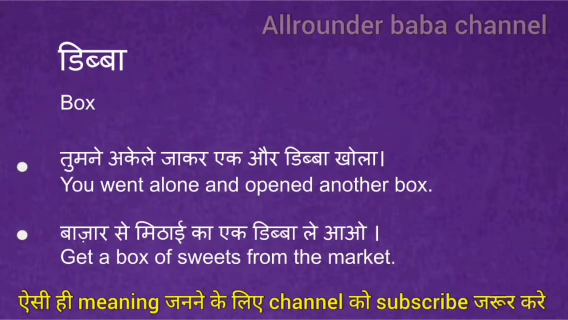 Allrounder baba channel
डिब्बा
Box
तुमने अकेले जाकर एक और डिब्बा खोला।
You went alone and opened another box.
बाज़ार से मिठाई का एक डिब्बा ले आओ ।
Get a box of sweets from the market.
ऐसी ही meaning जनने के लिए channel को subscribe जरूर करे